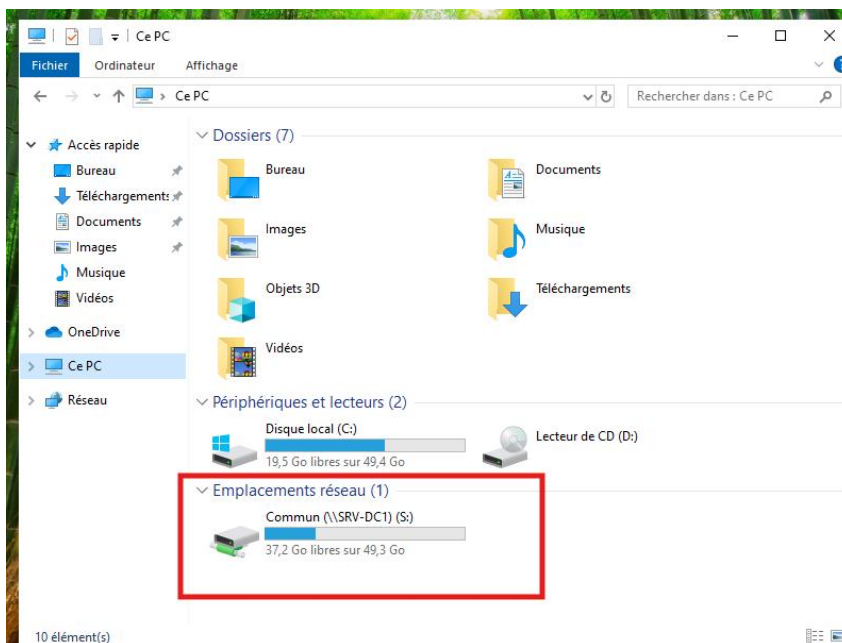 Ce PC
Fichier Ordinateur Affichage
Ce PC
Rechercher dans : Ce PC
Accès rapide
Bureau
Téléchargements
Documents
Images
Musique
Vidéos
OneDrive
Ce PC
Réseau
Dossiers (7)
Bureau
Documents
Images
Musique
Objets 3D
Téléchargements
Vidéos
Périphériques et lecteurs (2)
Disque local (C:)
19,5 Go libres sur 49,4 Go
Lecteur de CD (D:)
Emplacements réseau (1)
Commun (\\SRV-DC1) (S:)
37,2 Go libres sur 49,3 Go
10 élément(s)